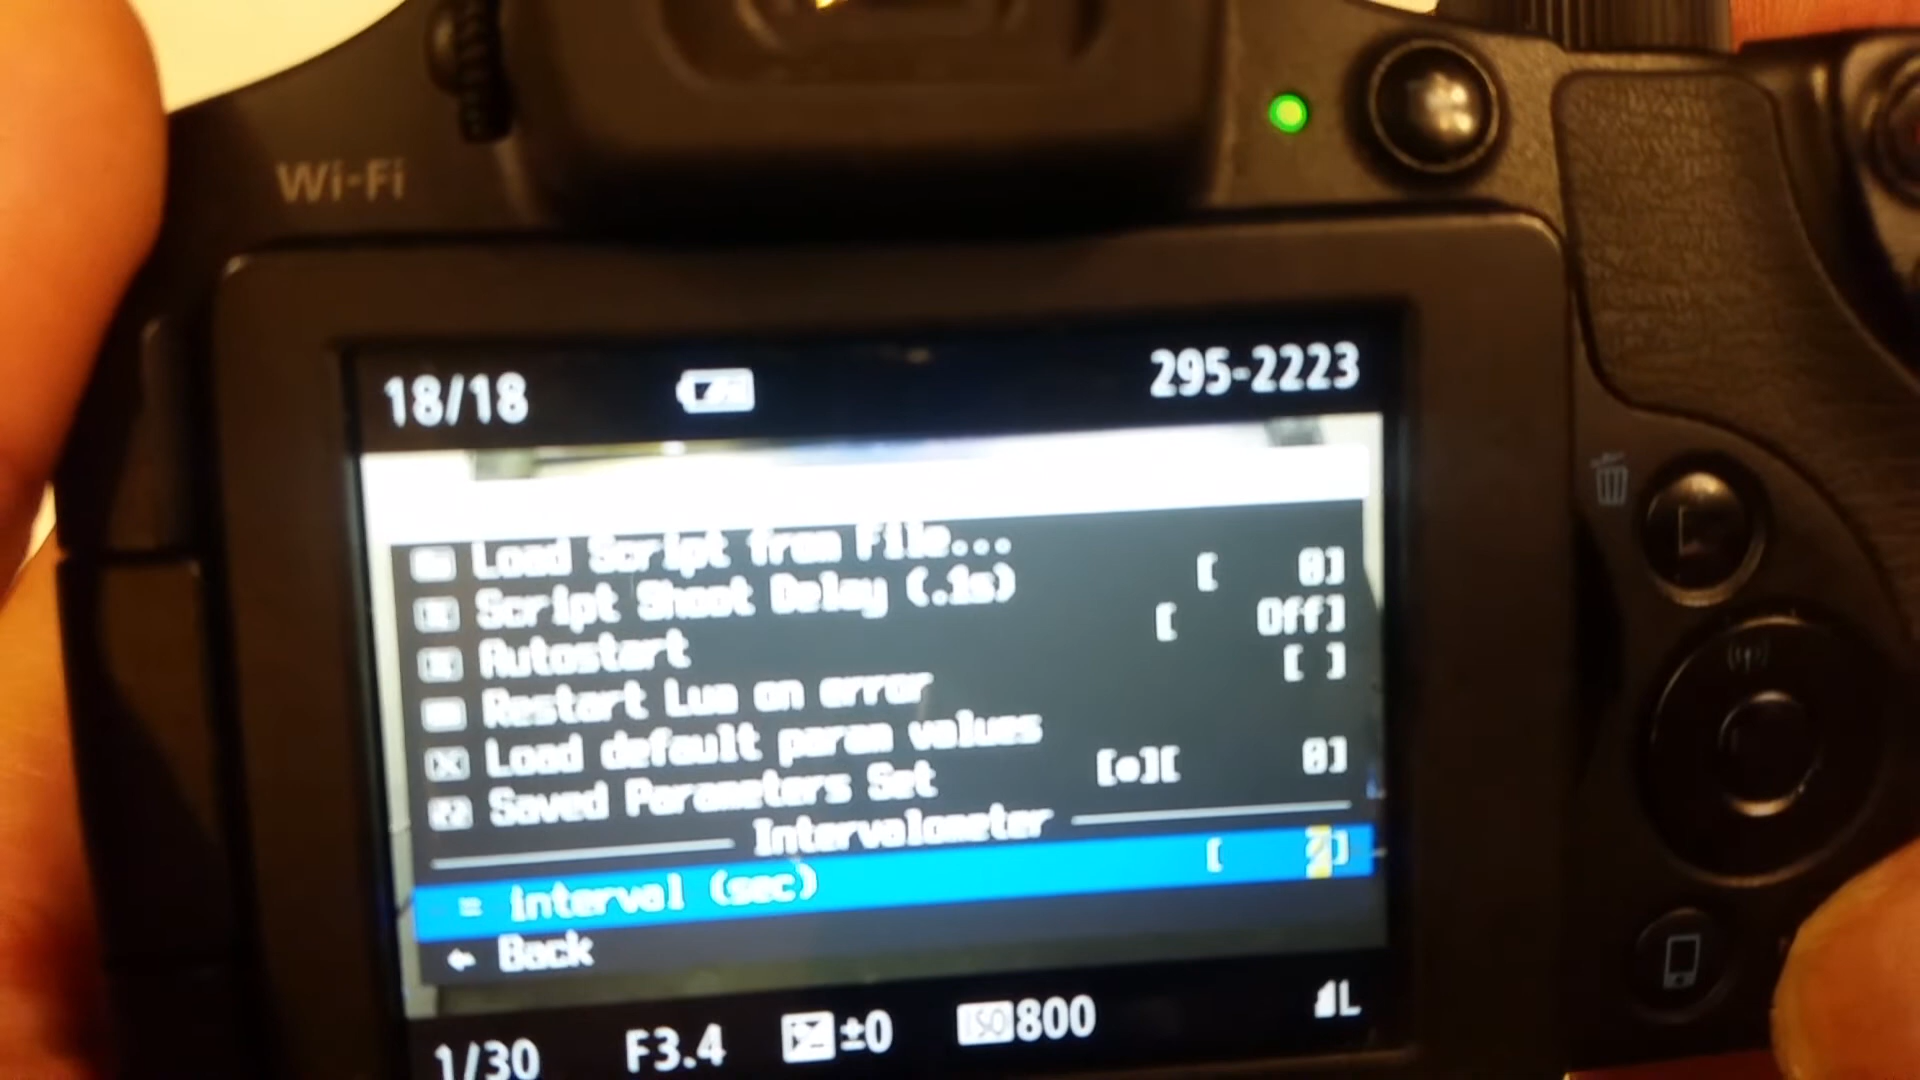 Wi-Fi
18/18 295-2223
Load Script from File...
Script Shoot Delay (.1s) [ 0]
Autostart [ Off]
Restart Lua on error [ ]
Load default param values
Saved Parameters Set [•][ 0]
Intervalometer
= interval (sec) [ 2]
← Back
1/30 F3.4 ±0 ISO 800 L